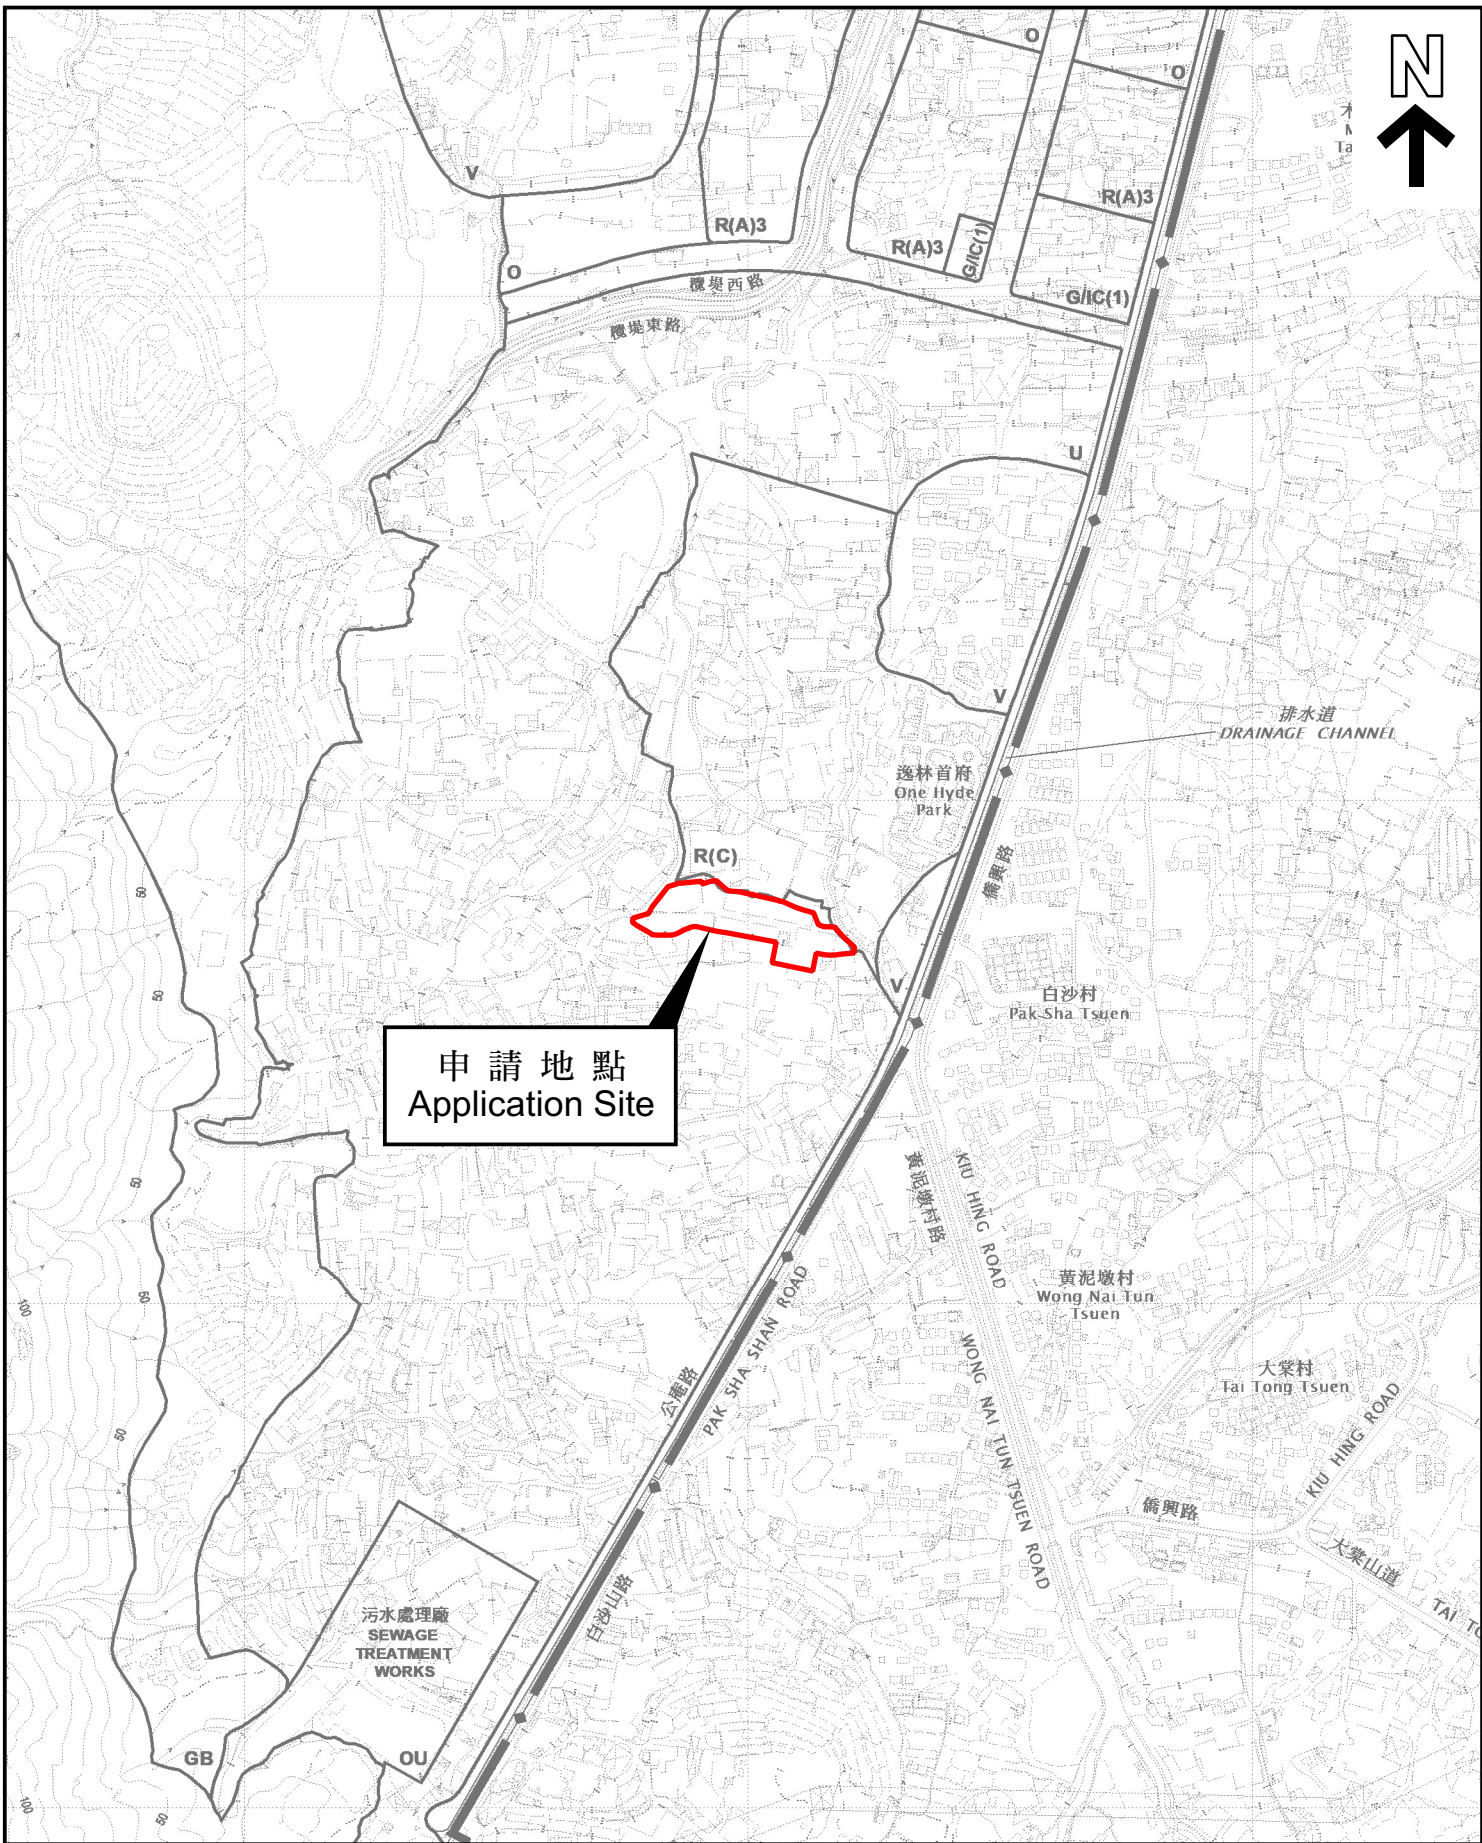 N
O
O
木
M
Ta
V
R(A)3
R(A)3
R(A)3
G/IC(1)
O
欖堤西路
G/IC(1)
欖堤東路
U
V
排水道
DRAINAGE CHANNEL
逸林首府
One Hyde
Park
R(C)
僑興路
50
50
V
白沙村
Pak Sha Tsuen
申請地點
Application Site
50
黃泥墩村路
KIU HING ROAD
黃泥墩村
Wong Nai Tun
Tsuen
100
50
PAK SHA SHAN ROAD
公庵路
WONG NAI TUN TSUEN ROAD
大棠村
Tai Tong Tsuen
KIU HING ROAD
50
僑興路
大棠山道
TAI TO
白沙山路
污水處理廠
SEWAGE
TREATMENT
WORKS
GB
OU
100
50